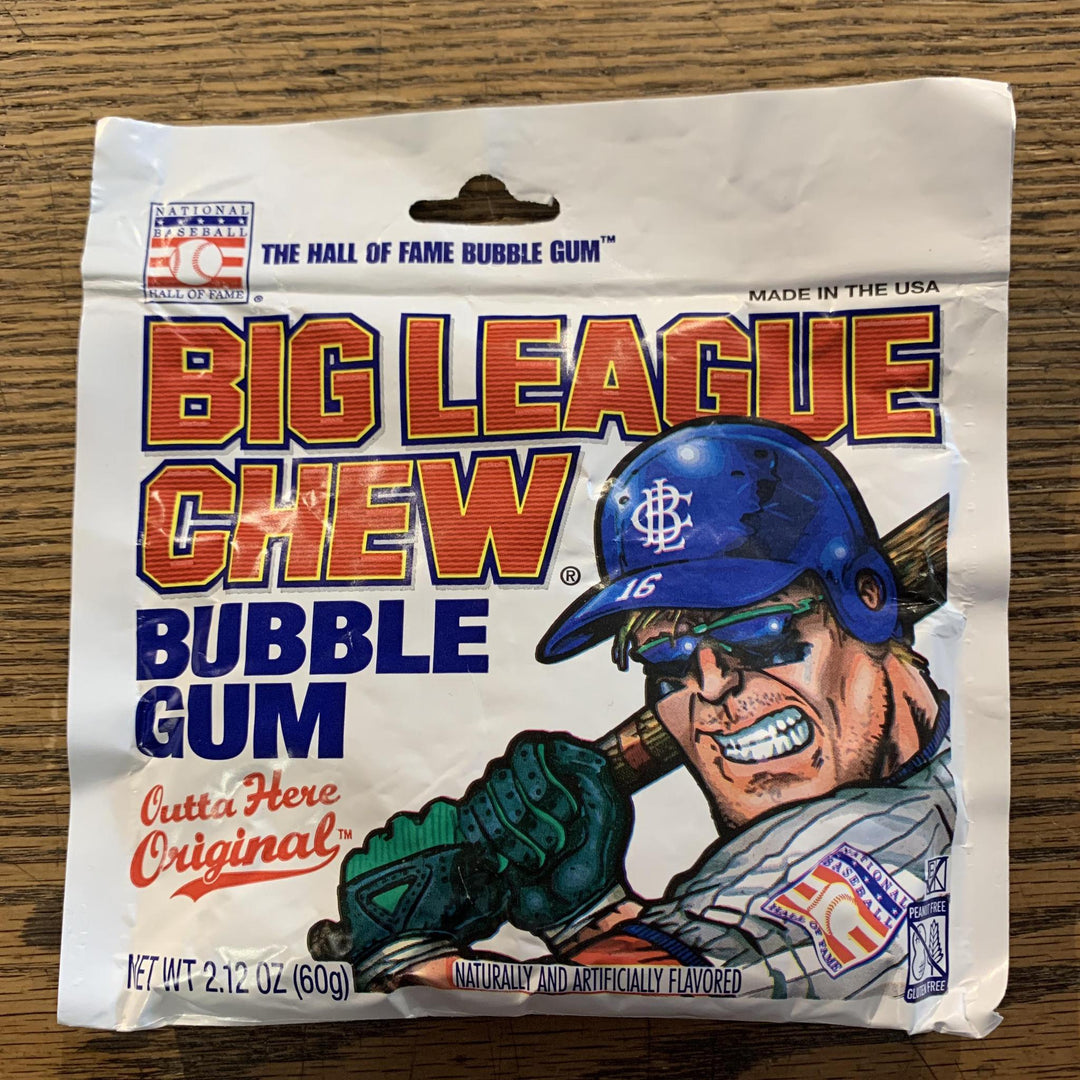 NATIONAL
BASEBALL
HALL OF FAME ®
THE HALL OF FAME BUBBLE GUM™
MADE IN THE USA
BIG LEAGUE
CHEW®
BUBBLE
GUM
Outta Here
Original™
BLC
16
NATIONAL
BASEBALL
HALL OF FAME
PEANUT FREE
GLUTEN FREE
NET WT 2.12 OZ (60g)
NATURALLY AND ARTIFICIALLY FLAVORED